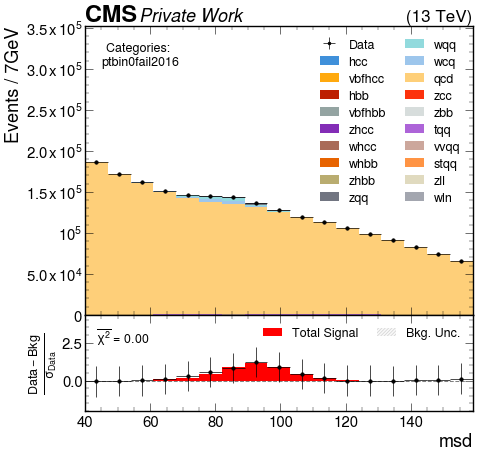 CMS Private Work (13 TeV)
Events / 7GeV
3.5 x 10^5
3.0 x 10^5
2.5 x 10^5
2.0 x 10^5
1.5 x 10^5
10^5
5.0 x 10^4
0
Categories:
ptbin0fail2016
Data
hcc
vbfhcc
hbb
vbfhbb
zhcc
whcc
whbb
zhbb
zqq
wqq
wcq
qcd
zcc
zbb
tqq
vvqq
stqq
zll
wln
Data − Bkg
σData
2.5
0.0
χ² = 0.00
Total Signal
Bkg. Unc.
40 60 80 100 120 140
msd